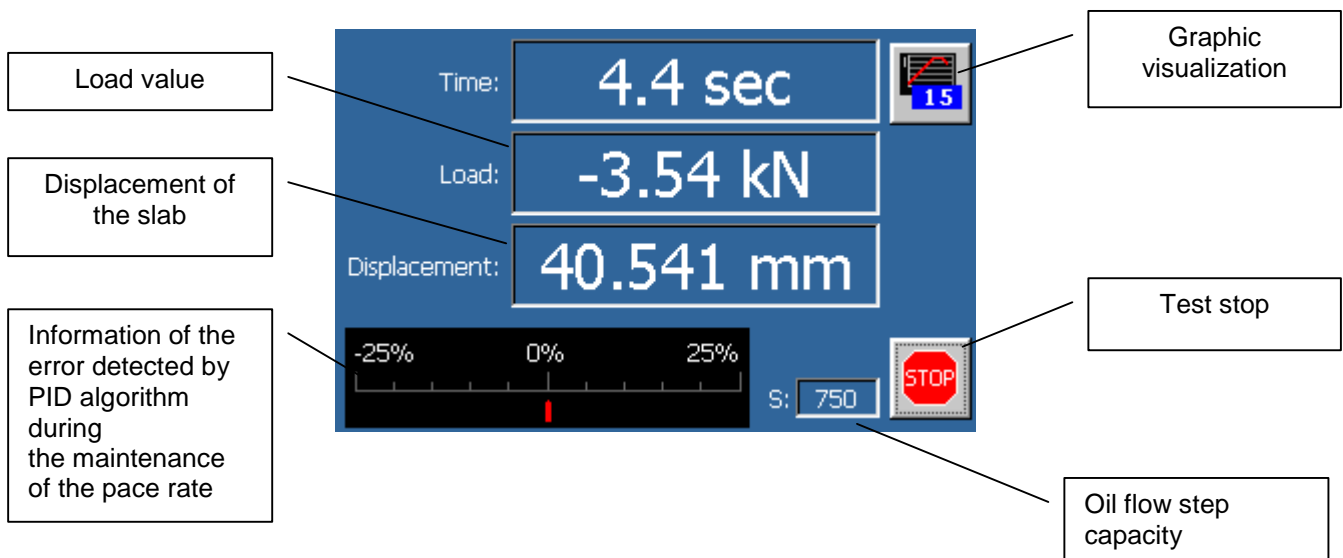 Load value
Displacement of
the slab
Information of the
error detected by
PID algorithm
during
the maintenance
of the pace rate
Time:
4.4 sec
Load:
-3.54 kN
Displacement:
40.541 mm
-25% 0% 25%
S: 750
15
STOP
Graphic
visualization
Test stop
Oil flow step
capacity